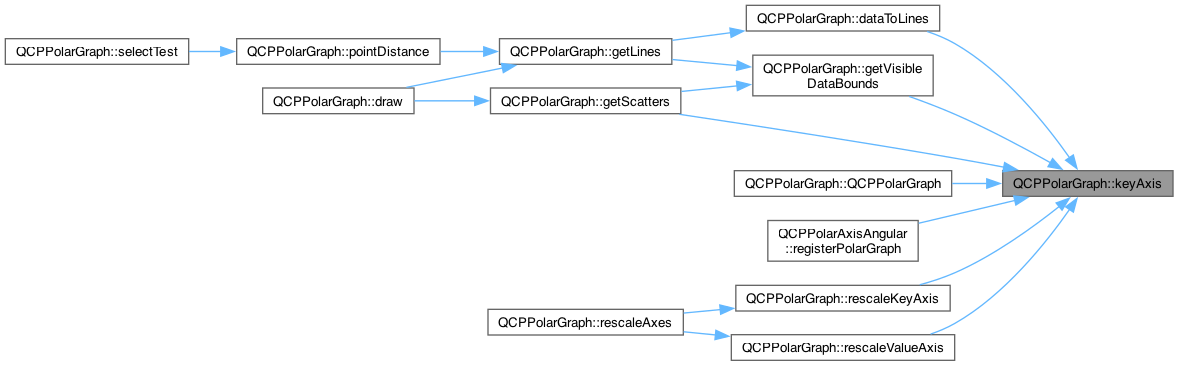 QCPPolarGraph::selectTest
QCPPolarGraph::pointDistance
QCPPolarGraph::draw
QCPPolarGraph::getLines
QCPPolarGraph::getScatters
QCPPolarGraph::dataToLines
QCPPolarGraph::getVisible
DataBounds
QCPPolarGraph::QCPPolarGraph
QCPPolarAxisAngular
::registerPolarGraph
QCPPolarGraph::rescaleAxes
QCPPolarGraph::rescaleKeyAxis
QCPPolarGraph::rescaleValueAxis
QCPPolarGraph::keyAxis